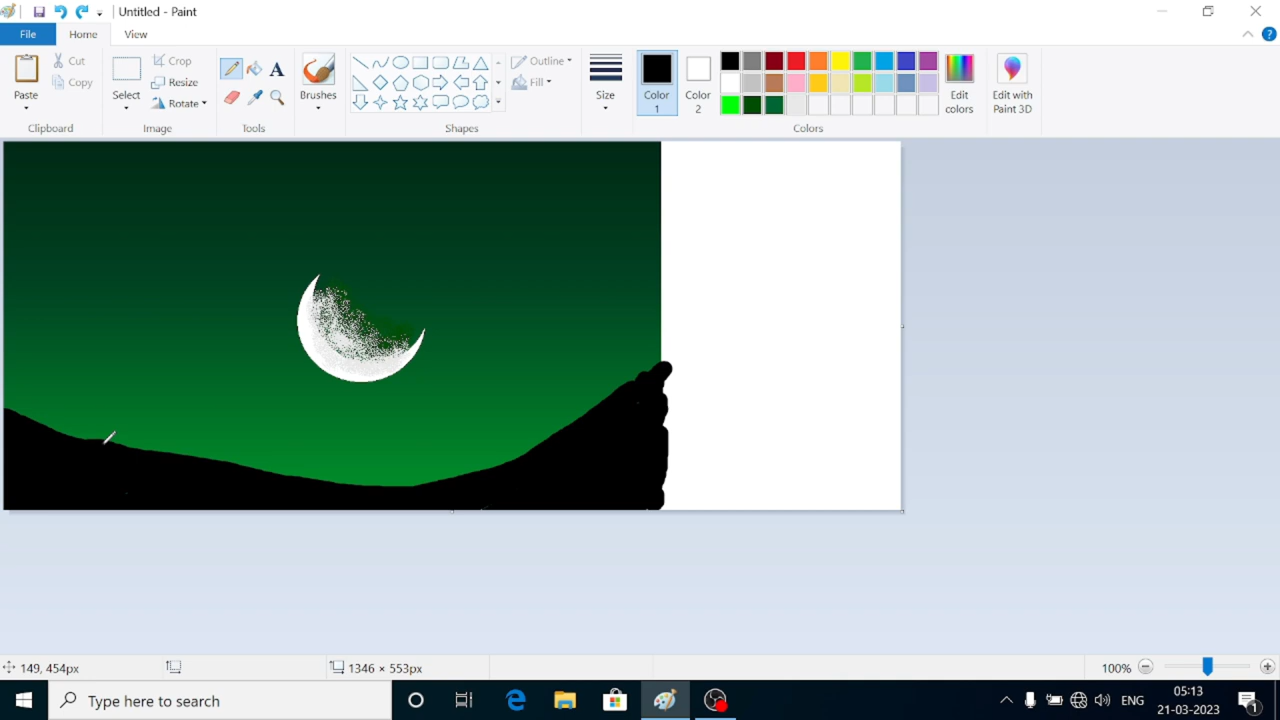 Untitled - Paint
File
Home
View
Paste
Cut
Copy
Clipboard
Select
Crop
Resize
Rotate
Image
Tools
Brushes
Shapes
Outline
Fill
Size
Color
1
Color
2
Edit
colors
Colors
Edit with
Paint 3D
149, 454px
1346 × 553px
100%
Type here to search
ENG
05:13
21-03-2023
1